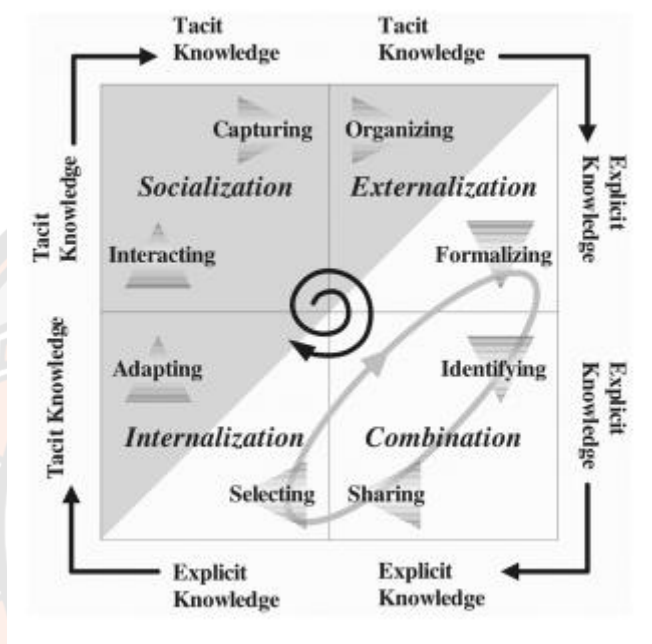 Tacit
Knowledge
Tacit
Knowledge
Capturing
Organizing
Socialization
Externalization
Tacit
Knowledge
Explicit
Knowledge
Interacting
Formalizing
Adapting
Identifying
Tacit Knowledge
Explicit
Knowledge
Internalization
Combination
Selecting
Sharing
Explicit
Knowledge
Explicit
Knowledge